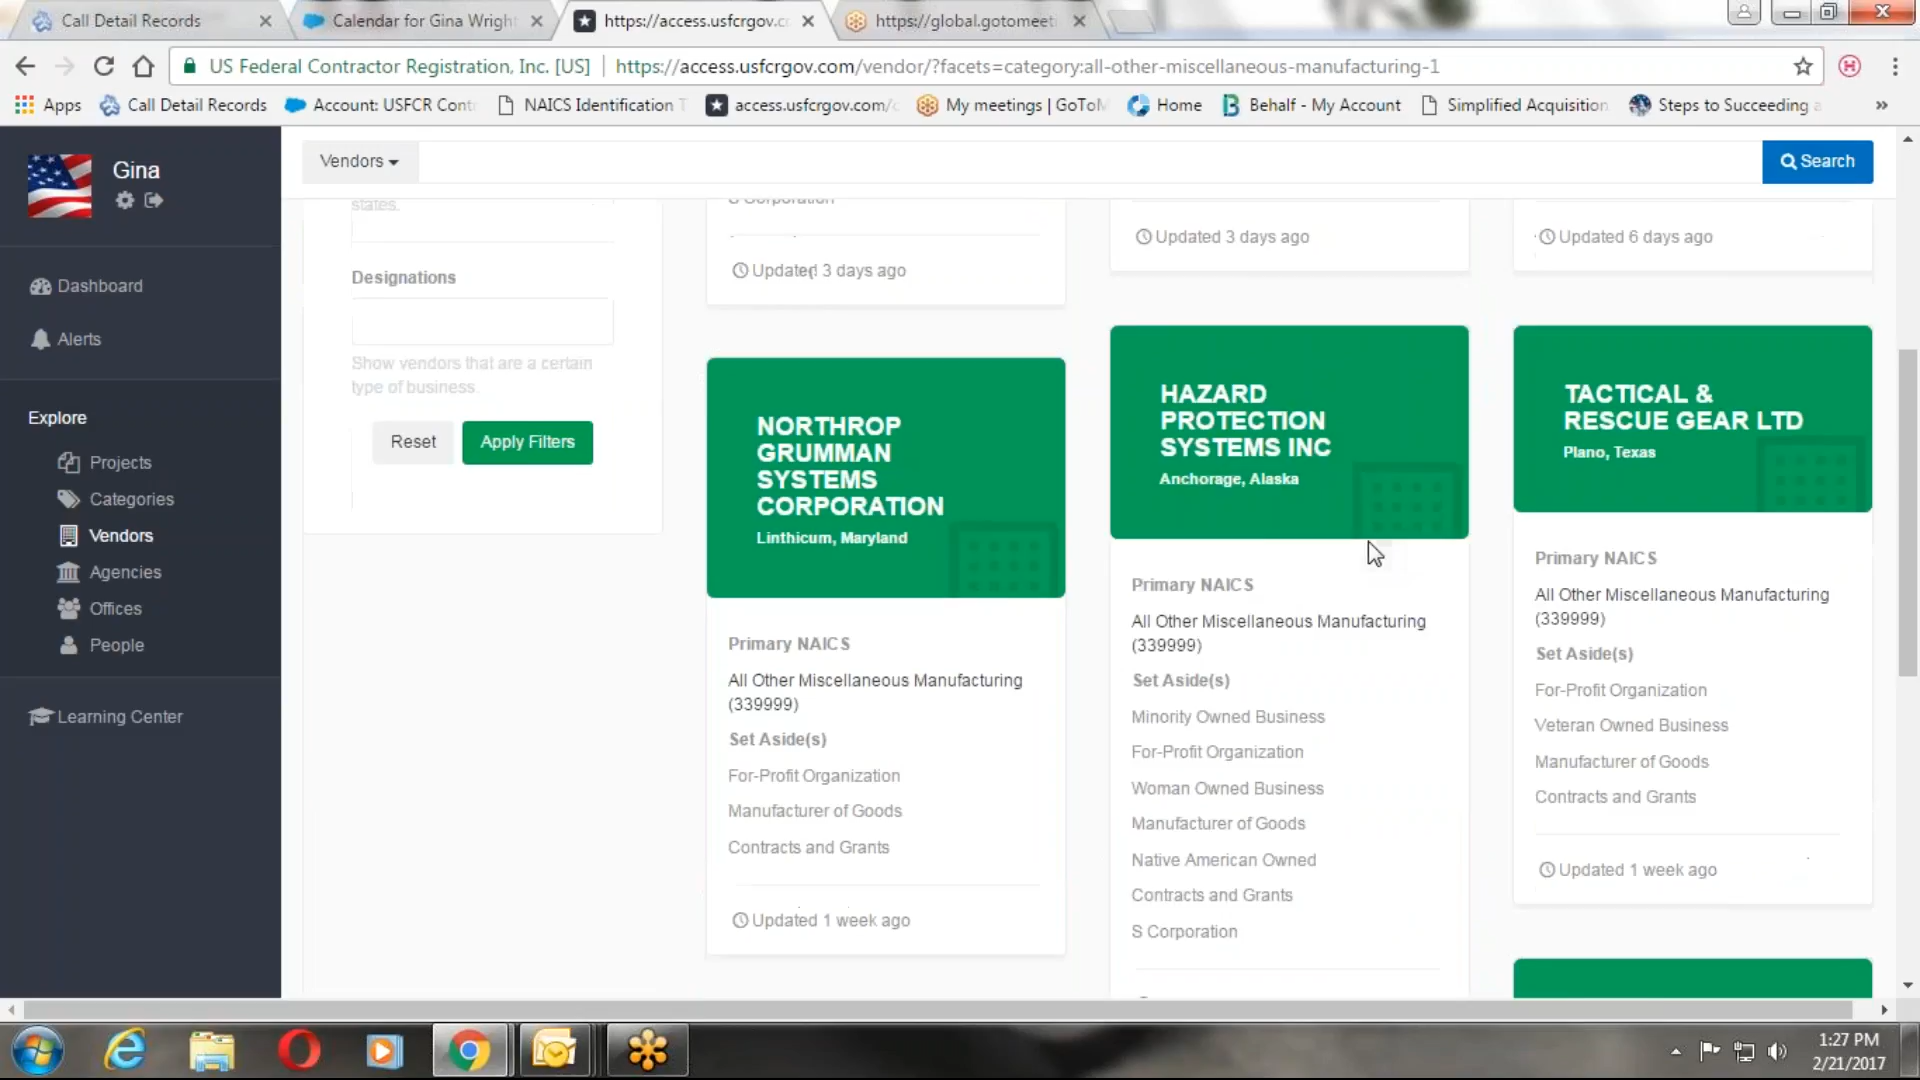 Call Detail Records
Calendar for Gina Wright
https://access.usfcrgov.c
https://global.gotomeeti
US Federal Contractor Registration, Inc. [US] https://access.usfcrgov.com/vendor/?facets=category:all-other-miscellaneous-manufacturing-1
Apps Call Detail Records Account: USFCR Cont NAICS Identification T access.usfcrgov.com/c My meetings | GoToM Home Behalf - My Account Simplified Acquisition Steps to Succeeding a »
Gina
Dashboard
Alerts
Explore
Projects
Categories
Vendors
Agencies
Offices
People
Learning Center
Vendors
Search
states.
Designations
Show vendors that are a certain
type of business.
Reset Apply Filters
S Corporation
Updated 3 days ago
NORTHROP
GRUMMAN
SYSTEMS
CORPORATION
Linthicum, Maryland
Primary NAICS
All Other Miscellaneous Manufacturing
(339999)
Set Aside(s)
For-Profit Organization
Manufacturer of Goods
Contracts and Grants
Updated 1 week ago
Updated 3 days ago
HAZARD
PROTECTION
SYSTEMS INC
Anchorage, Alaska
Primary NAICS
All Other Miscellaneous Manufacturing
(339999)
Set Aside(s)
Minority Owned Business
For-Profit Organization
Woman Owned Business
Manufacturer of Goods
Native American Owned
Contracts and Grants
S Corporation
Updated 6 days ago
TACTICAL &
RESCUE GEAR LTD
Plano, Texas
Primary NAICS
All Other Miscellaneous Manufacturing
(339999)
Set Aside(s)
For-Profit Organization
Veteran Owned Business
Manufacturer of Goods
Contracts and Grants
Updated 1 week ago
1:27 PM
2/21/2017